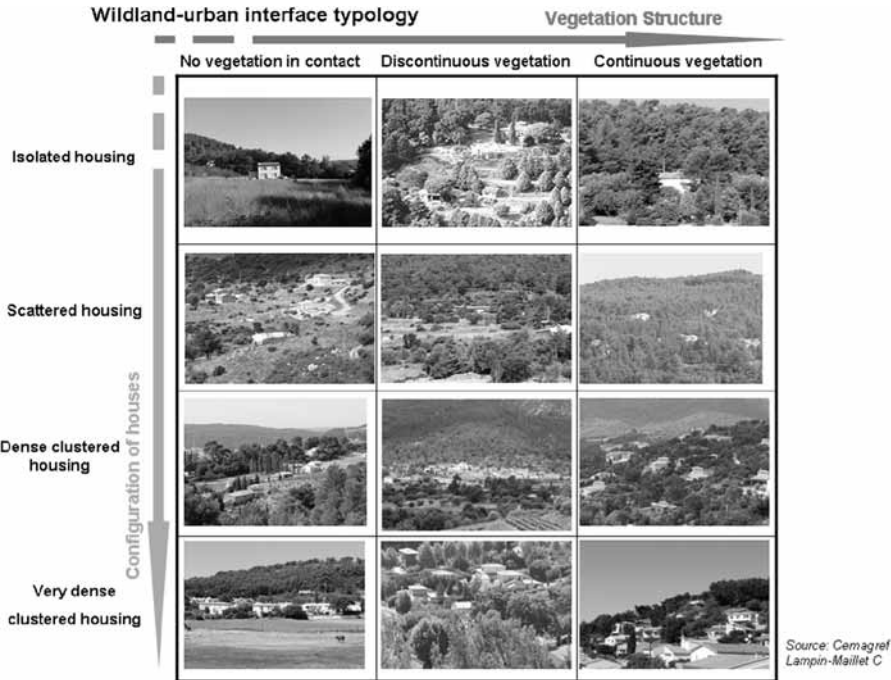 Wildland-urban interface typology
Vegetation Structure
No vegetation in contact
Discontinuous vegetation
Continuous vegetation
Configuration of houses
Isolated housing
Scattered housing
Dense clustered
housing
Very dense
clustered housing
Source: Cemagref
Lampin-Maillet C